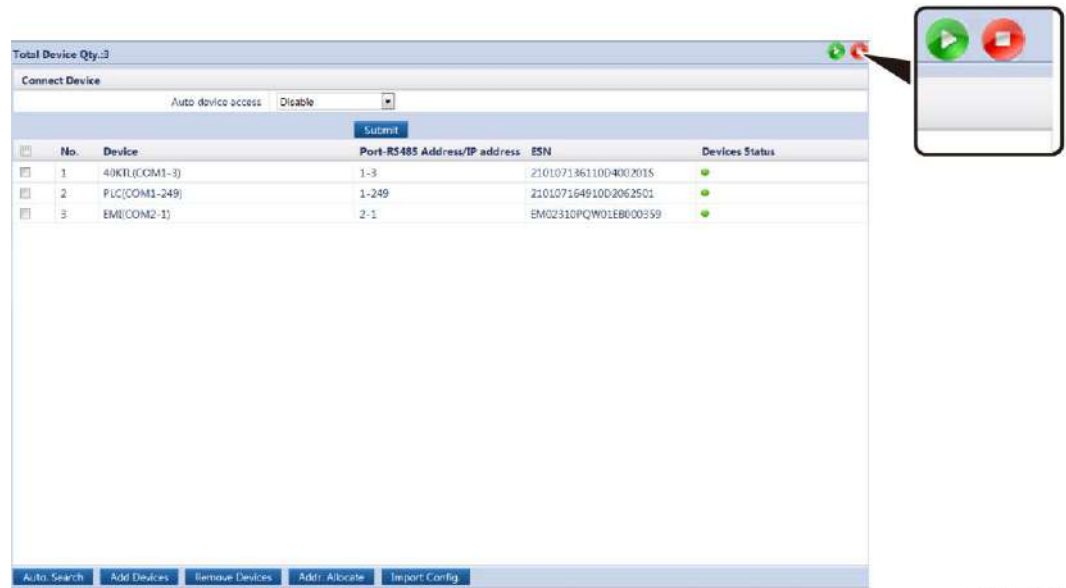 Total Device Qty.:3
Connect Device
Auto device access Disable
Submit
No. Device Port-RS485 Address/IP address ESN Devices Status
1 40KTL(COM1-3) 1-3 210107136110D4002015
2 PLC(COM1-249) 1-249 210107164910D2062501
3 EMI(COM2-1) 2-1 EM02310PQW01EB000359
Auto. Search Add Devices Remove Devices Addr. Allocate Import Config.